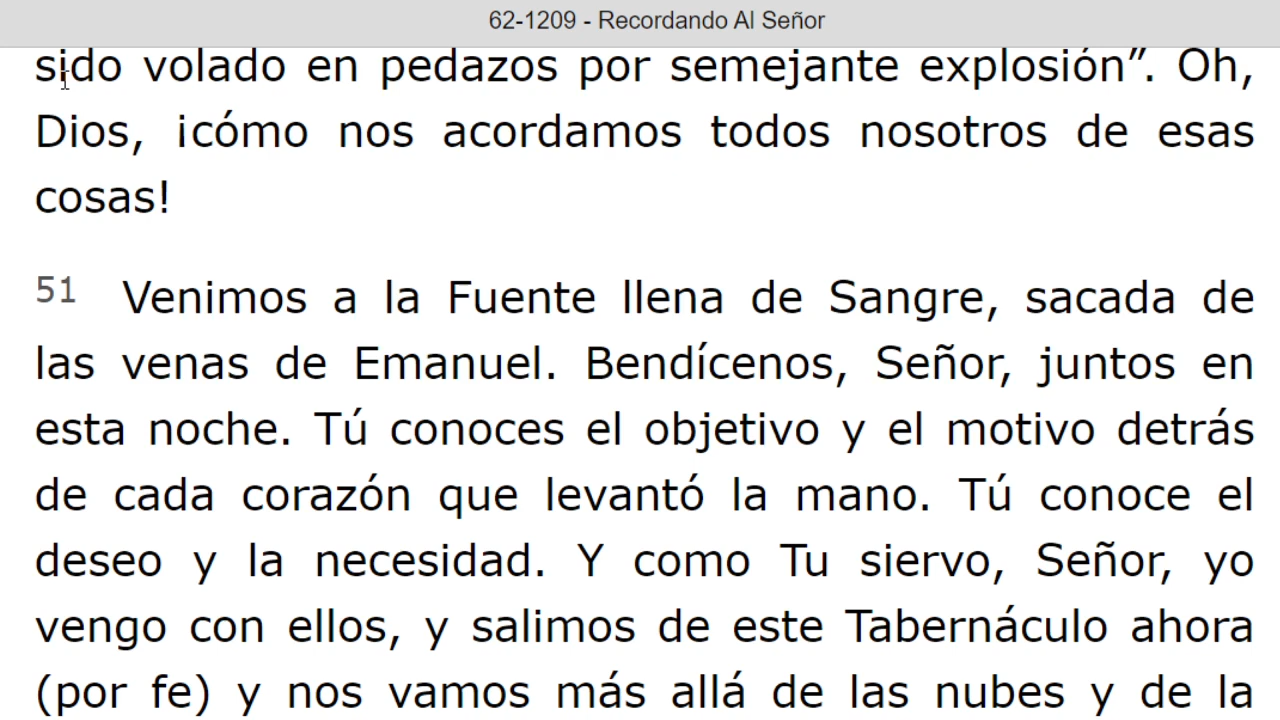 62-1209 - Recordando Al Señor
sido volado en pedazos por semejante explosión”. Oh,
Dios, ¡cómo nos acordamos todos nosotros de esas
cosas!
51 Venimos a la Fuente llena de Sangre, sacada de
las venas de Emanuel. Bendícenos, Señor, juntos en
esta noche. Tú conoces el objetivo y el motivo detrás
de cada corazón que levantó la mano. Tú conoce el
deseo y la necesidad. Y como Tu siervo, Señor, yo
vengo con ellos, y salimos de este Tabernáculo ahora
(por fe) y nos vamos más allá de las nubes y de la